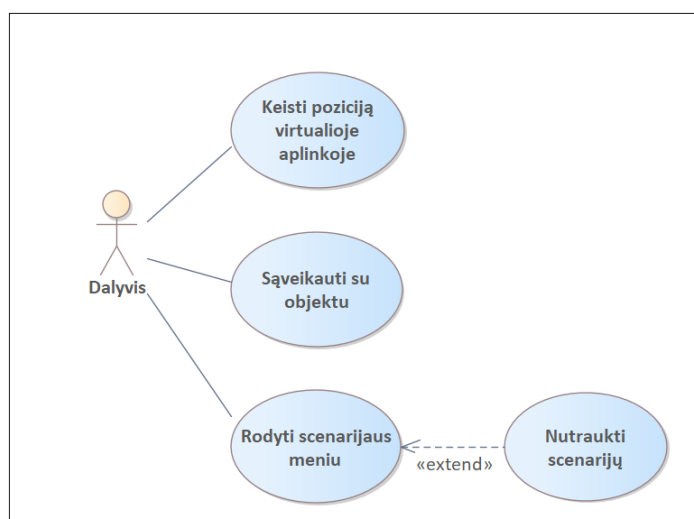 Keisti poziciją
virtualioje
aplinkoje
Dalyvis
Sąveikauti su
objektu
Rodyti scenarijaus
meniu
«extend»
Nutraukti
scenarijų